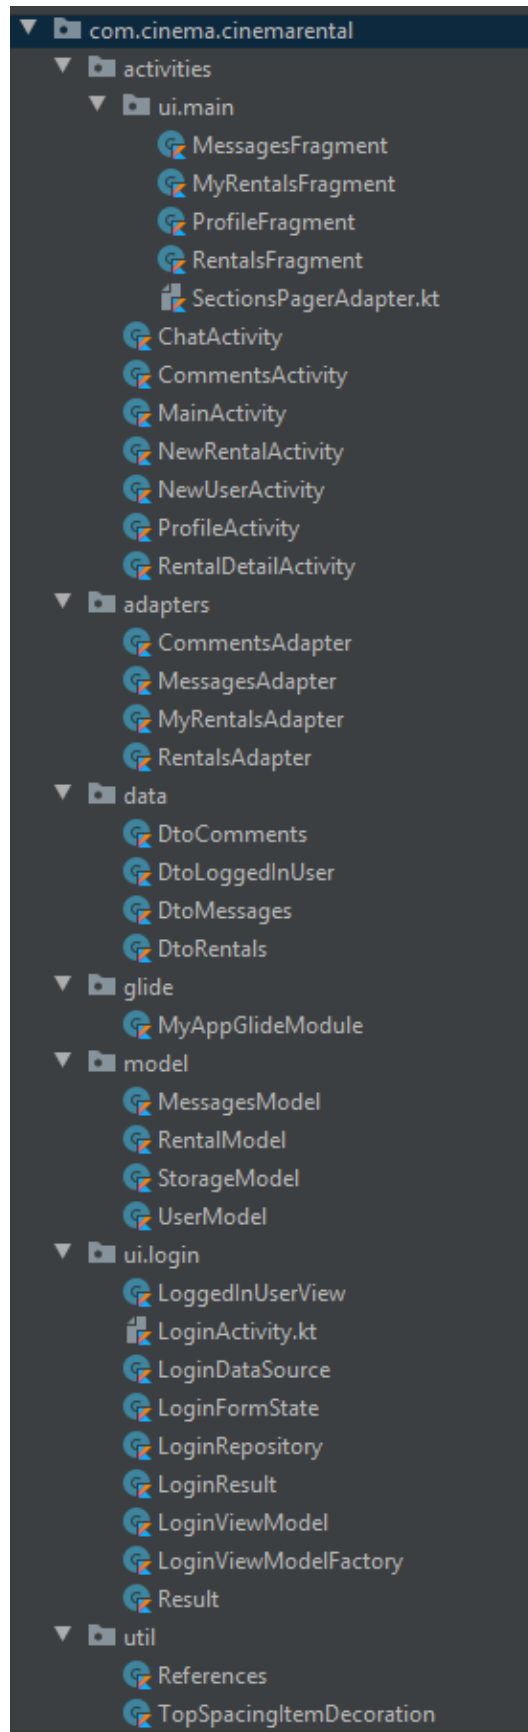 com.cinema.cinemarental
activities
ui.main
MessagesFragment
MyRentalsFragment
ProfileFragment
RentalsFragment
SectionsPagerAdapter.kt
ChatActivity
CommentsActivity
MainActivity
NewRentalActivity
NewUserActivity
ProfileActivity
RentalDetailActivity
adapters
CommentsAdapter
MessagesAdapter
MyRentalsAdapter
RentalsAdapter
data
DtoComments
DtoLoggedInUser
DtoMessages
DtoRentals
glide
MyAppGlideModule
model
MessagesModel
RentalModel
StorageModel
UserModel
ui.login
LoggedInUserView
LoginActivity.kt
LoginDataSource
LoginFormState
LoginRepository
LoginResult
LoginViewModel
LoginViewModelFactory
Result
util
References
TopSpacingItemDecoration